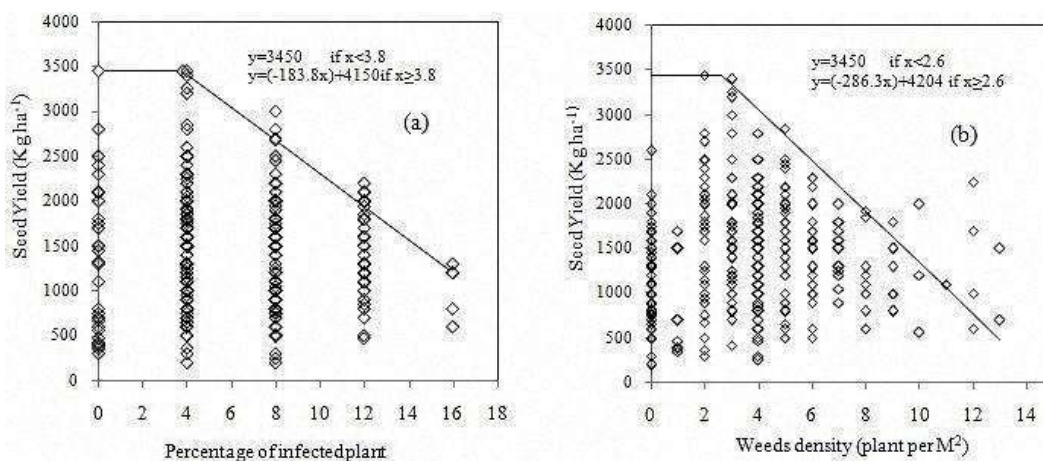 4000
3500
3000
2500
2000
1500
1000
500
0
Seed Yield (Kg ha-1)
y=3450 if x<3.8
y=(-183.8x)+4150if x≥3.8
(a)
0 2 4 6 8 10 12 14 16 18
Percentage of infected plant
4000
3500
3000
2500
2000
1500
1000
500
0
Seed Yield (Kg ha-1)
y=3450 if x<2.6
y=(-286.3x)+4204 if x≥2.6
(b)
0 2 4 6 8 10 12 14
Weeds density (plant per M2)